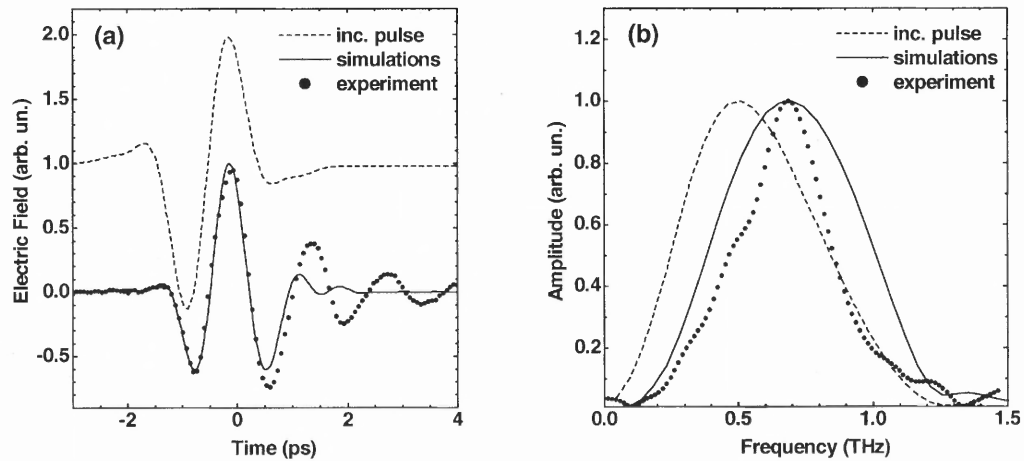 (a)
inc. pulse
simulations
experiment
2.0
1.5
1.0
0.5
0.0
-0.5
Electric Field (arb. un.)
-2
0
2
4
Time (ps)
(b)
inc. pulse
simulations
experiment
1.2
1.0
0.8
0.6
0.4
0.2
Amplitude (arb. un.)
0.0
0.5
1.0
1.5
Frequency (THz)